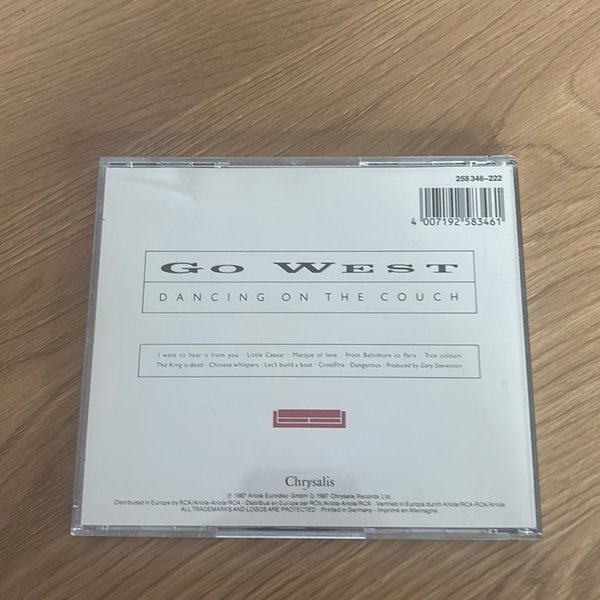 258 346-222
4 007192 583461
GO WEST
DANCING ON THE COUCH
I want to hear it from you · Little Caesar · Masque of love · From Baltimore to Paris · True colours
The King is dead · Chinese whispers · Let's build a boat · Crossfire · Dangerous · Produced by Gary Stevenson
Chrysalis
℗ 1987 Ariola Eurodisc GmbH © 1987 Chrysalis Records Ltd.
Distributed in Europe by RCA/Ariola-Ariola/RCA - Distribué en Europe par RCA/Ariola-Ariola/RCA - Vertrieb in Europa durch Ariola/RCA-RCA/Ariola
ALL TRADEMARKS AND LOGOS ARE PROTECTED - Printed in Germany - Imprimé en Allemagne